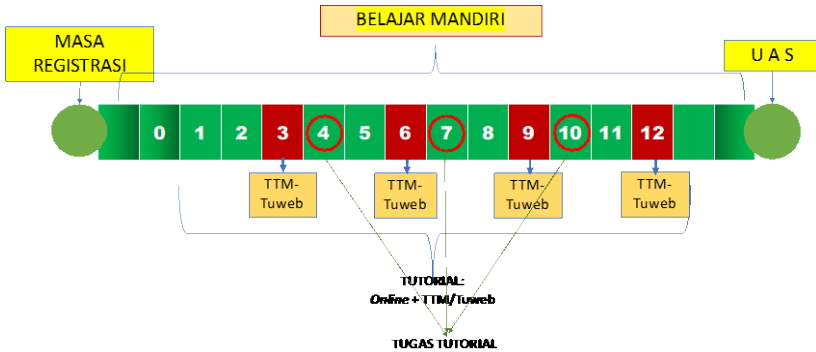 BELAJAR MANDIRI
MASA
REGISTRASI
U A S
0 1 2 3 4 5 6 7 8 9 10 11 12
TTM-
Tuweb
TTM-
Tuweb
TTM-
Tuweb
TTM-
Tuweb
TUTORIAL:
Online + TTM/Tuweb
TUGAS TUTORIAL